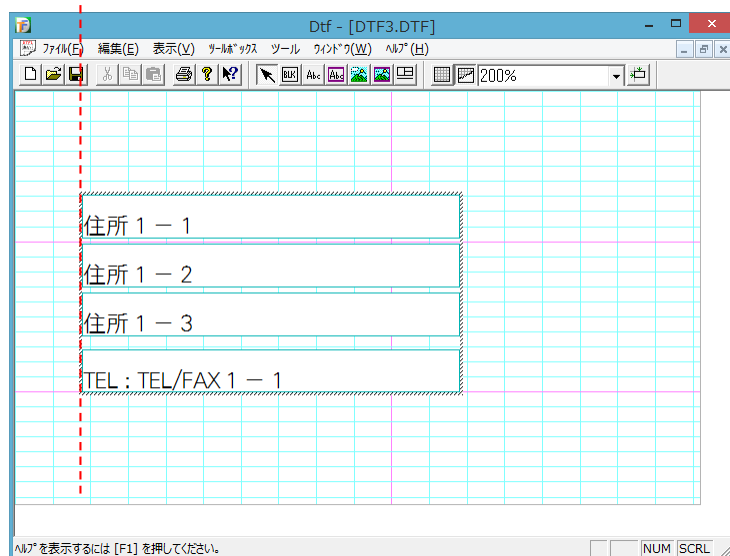 Dtf - [DTF3.DTF]
ﾌｧｲﾙ(F) 編集(E) 表示(V) ﾂｰﾙﾎﾞｯｸｽ ツール ｳｨﾝﾄﾞｳ(W) ﾍﾙﾌﾟ(H)
BLK Abc Abc 200%
住所１－１
住所１－２
住所１－３
TEL：TEL/FAX１－１
ﾍﾙﾌﾟを表示するには [F1] を押してください。 NUM SCRL